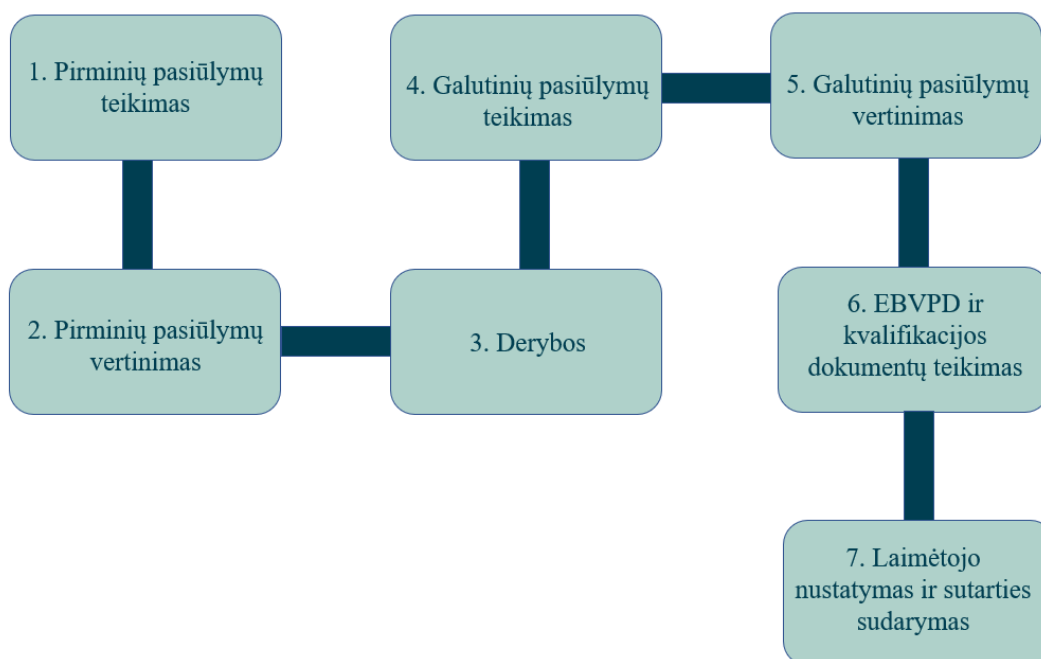 1. Pirminių pasiūlymų
teikimas
2. Pirminių pasiūlymų
vertinimas
3. Derybos
4. Galutinių pasiūlymų
teikimas
5. Galutinių pasiūlymų
vertinimas
6. EBVPD ir
kvalifikacijos
dokumentų teikimas
7. Laimėtojo
nustatymas ir sutarties
sudarymas